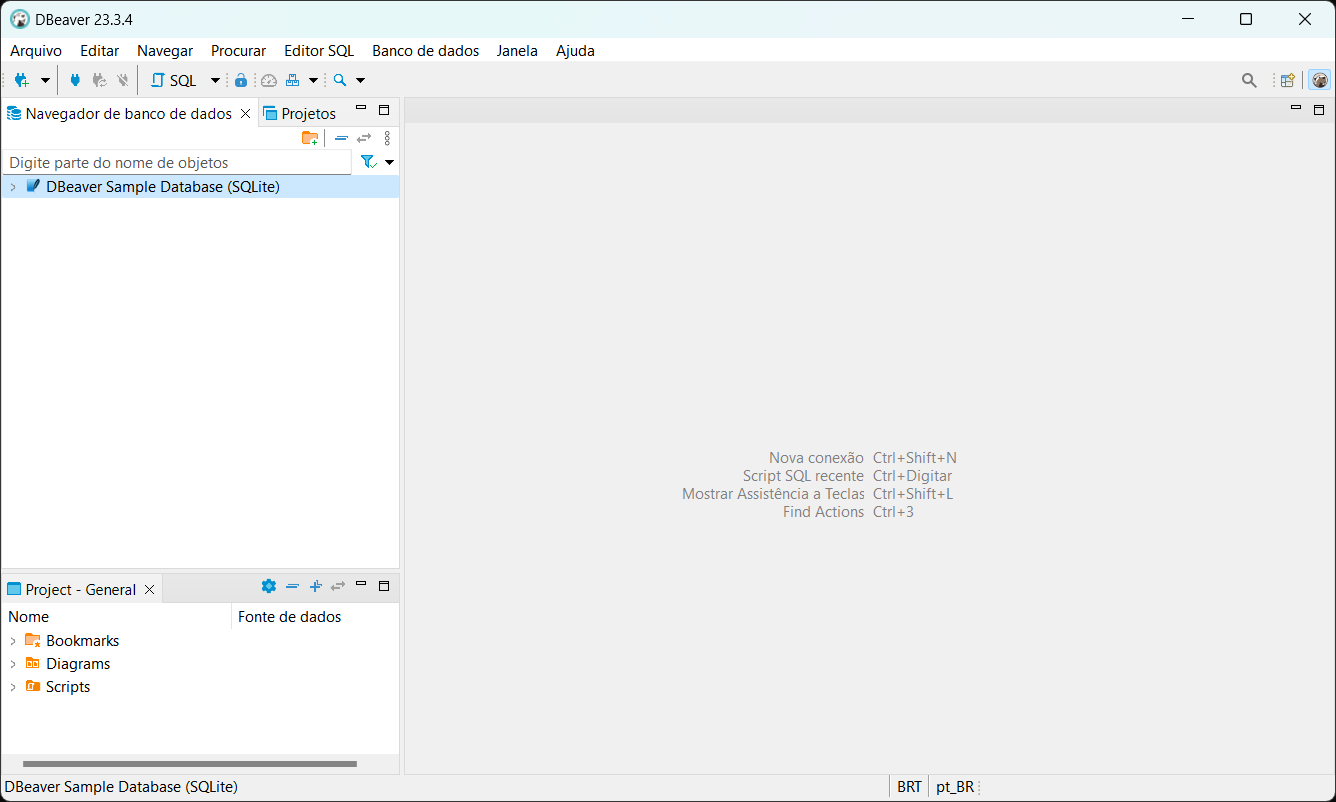 DBeaver 23.3.4
Arquivo Editar Navegar Procurar Editor SQL Banco de dados Janela Ajuda
SQL
Navegador de banco de dados Projetos
Digite parte do nome de objetos
DBeaver Sample Database (SQLite)
Nova conexão Ctrl+Shift+N
Script SQL recente Ctrl+Digitar
Mostrar Assistência a Teclas Ctrl+Shift+L
Find Actions Ctrl+3
Project - General
Nome Fonte de dados
Bookmarks
Diagrams
Scripts
DBeaver Sample Database (SQLite) BRT pt_BR